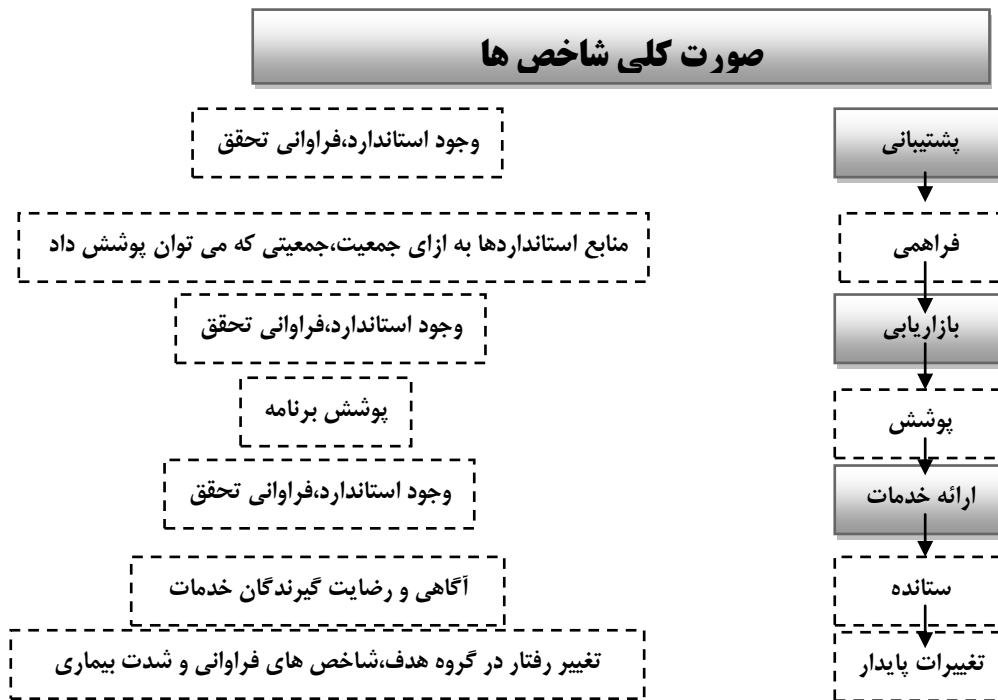 صورت کلی شاخص ها
پشتیبانی
وجود استاندارد،فراوانی تحقق
فراهمی
منابع استانداردها به ازای جمعیت،جمعیتی که می توان پوشش داد
بازاریابی
وجود استاندارد،فراوانی تحقق
پوشش
پوشش برنامه
ارائه خدمات
وجود استاندارد،فراوانی تحقق
ستانده
آگاهی و رضایت گیرندگان خدمات
تغییرات پایدار
تغییر رفتار در گروه هدف،شاخص های فراوانی و شدت بیماری